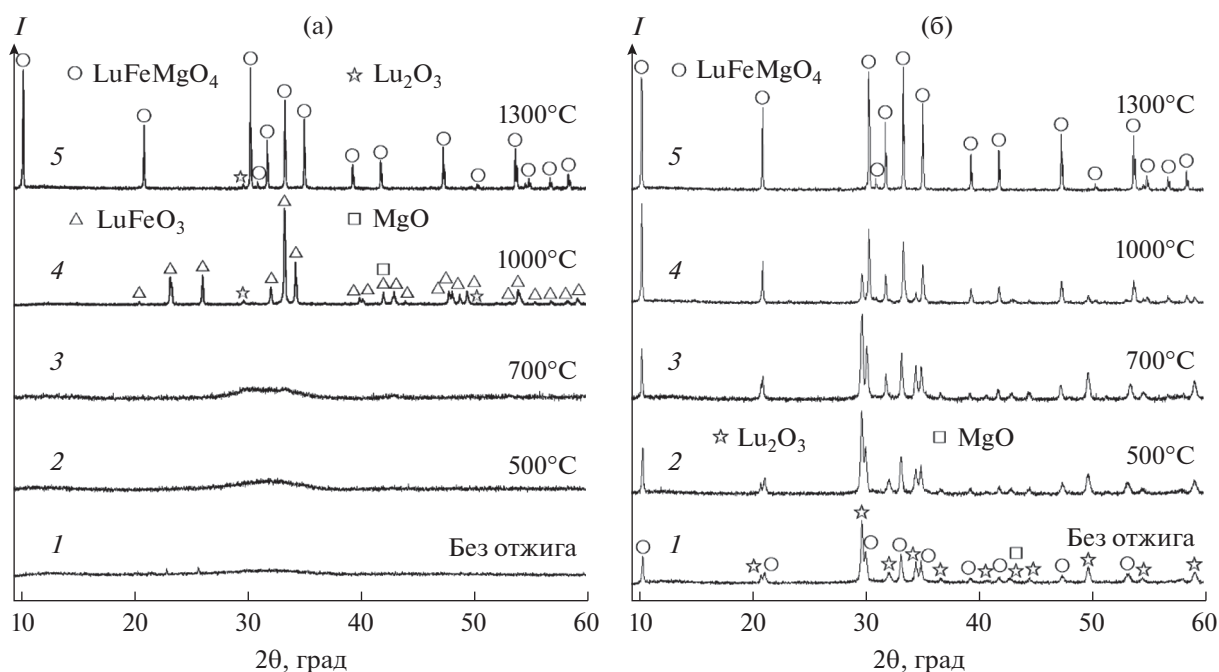 I
(а)
LuFeMgO₄
Lu₂O₃
1300°C
5
LuFeO₃
MgO
1000°C
4
3
700°C
2
500°C
1
Без отжига
10 20 30 40 50 60
2θ, град
I
(б)
LuFeMgO₄
1300°C
5
1000°C
4
3
700°C
Lu₂O₃
MgO
2
500°C
1
Без отжига
10 20 30 40 50 60
2θ, град